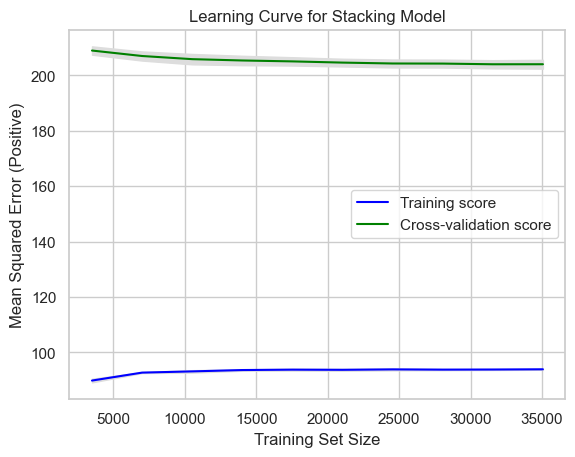 Learning Curve for Stacking Model
Mean Squared Error (Positive)
200
180
160
140
120
100
Training score
Cross-validation score
5000 10000 15000 20000 25000 30000 35000
Training Set Size